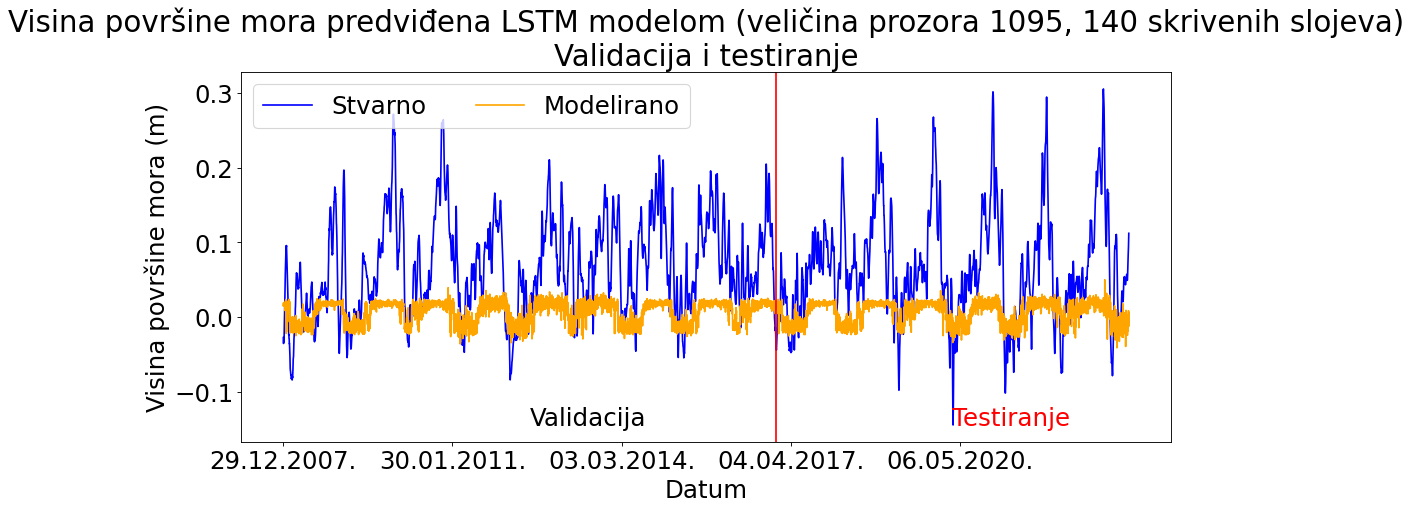 Visina površine mora predviđena LSTM modelom (veličina prozora 1095, 140 skrivenih slojeva)
Validacija i testiranje
Stvarno Modelirano
Visina površine mora (m)
0.3
0.2
0.1
0.0
−0.1
Validacija Testiranje
29.12.2007. 30.01.2011. 03.03.2014. 04.04.2017. 06.05.2020.
Datum